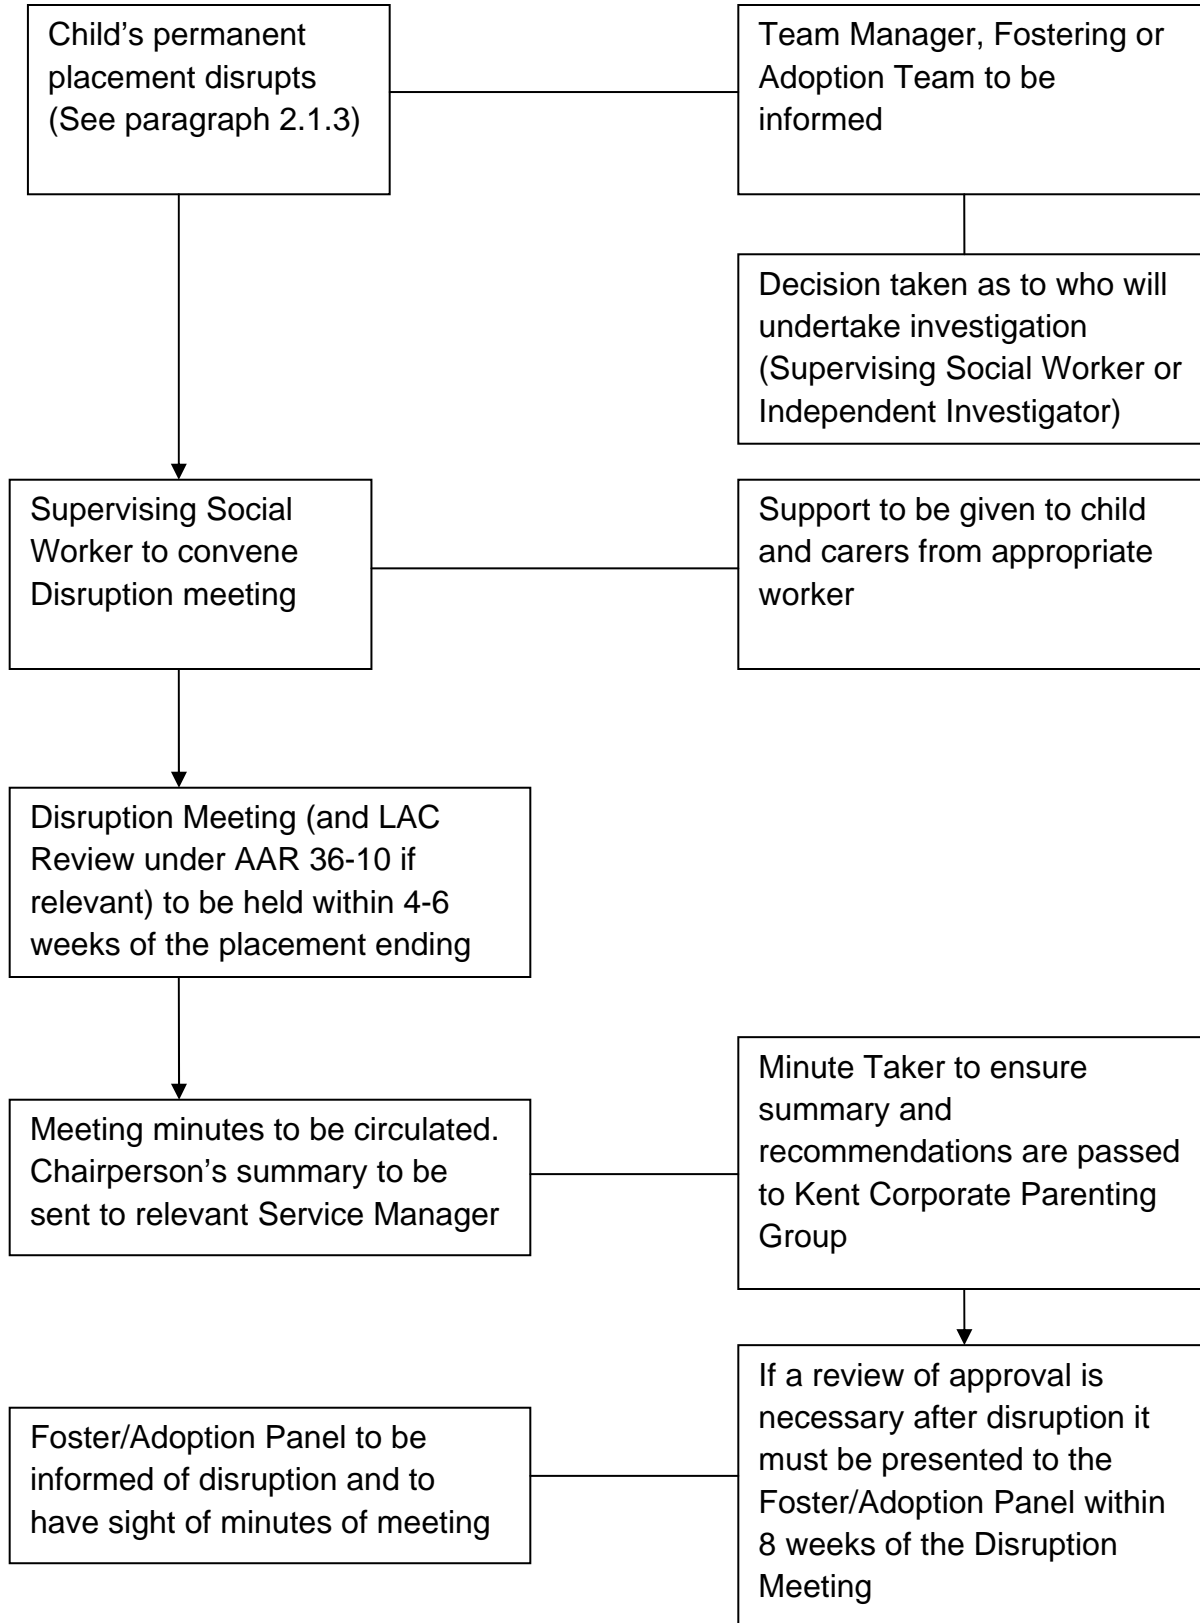 Child’s permanent
placement disrupts
(See paragraph 2.1.3)
Team Manager, Fostering or
Adoption Team to be
informed
Decision taken as to who will
undertake investigation
(Supervising Social Worker or
Independent Investigator)
Supervising Social
Worker to convene
Disruption meeting
Support to be given to child
and carers from appropriate
worker
Disruption Meeting (and LAC
Review under AAR 36-10 if
relevant) to be held within 4-6
weeks of the placement ending
Meeting minutes to be circulated.
Chairperson’s summary to be
sent to relevant Service Manager
Minute Taker to ensure
summary and
recommendations are passed
to Kent Corporate Parenting
Group
Foster/Adoption Panel to be
informed of disruption and to
have sight of minutes of meeting
If a review of approval is
necessary after disruption it
must be presented to the
Foster/Adoption Panel within
8 weeks of the Disruption
Meeting